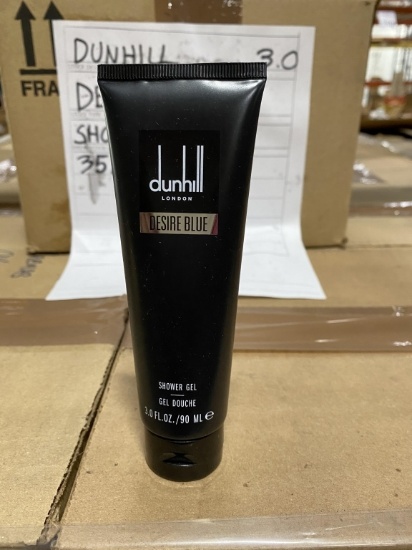 FRA
DUNHILL 3.0
DE
SHO
35
dunhill
LONDON
DESIRE BLUE
SHOWER GEL
GEL DOUCHE
3.0 FL.OZ./90 ML e